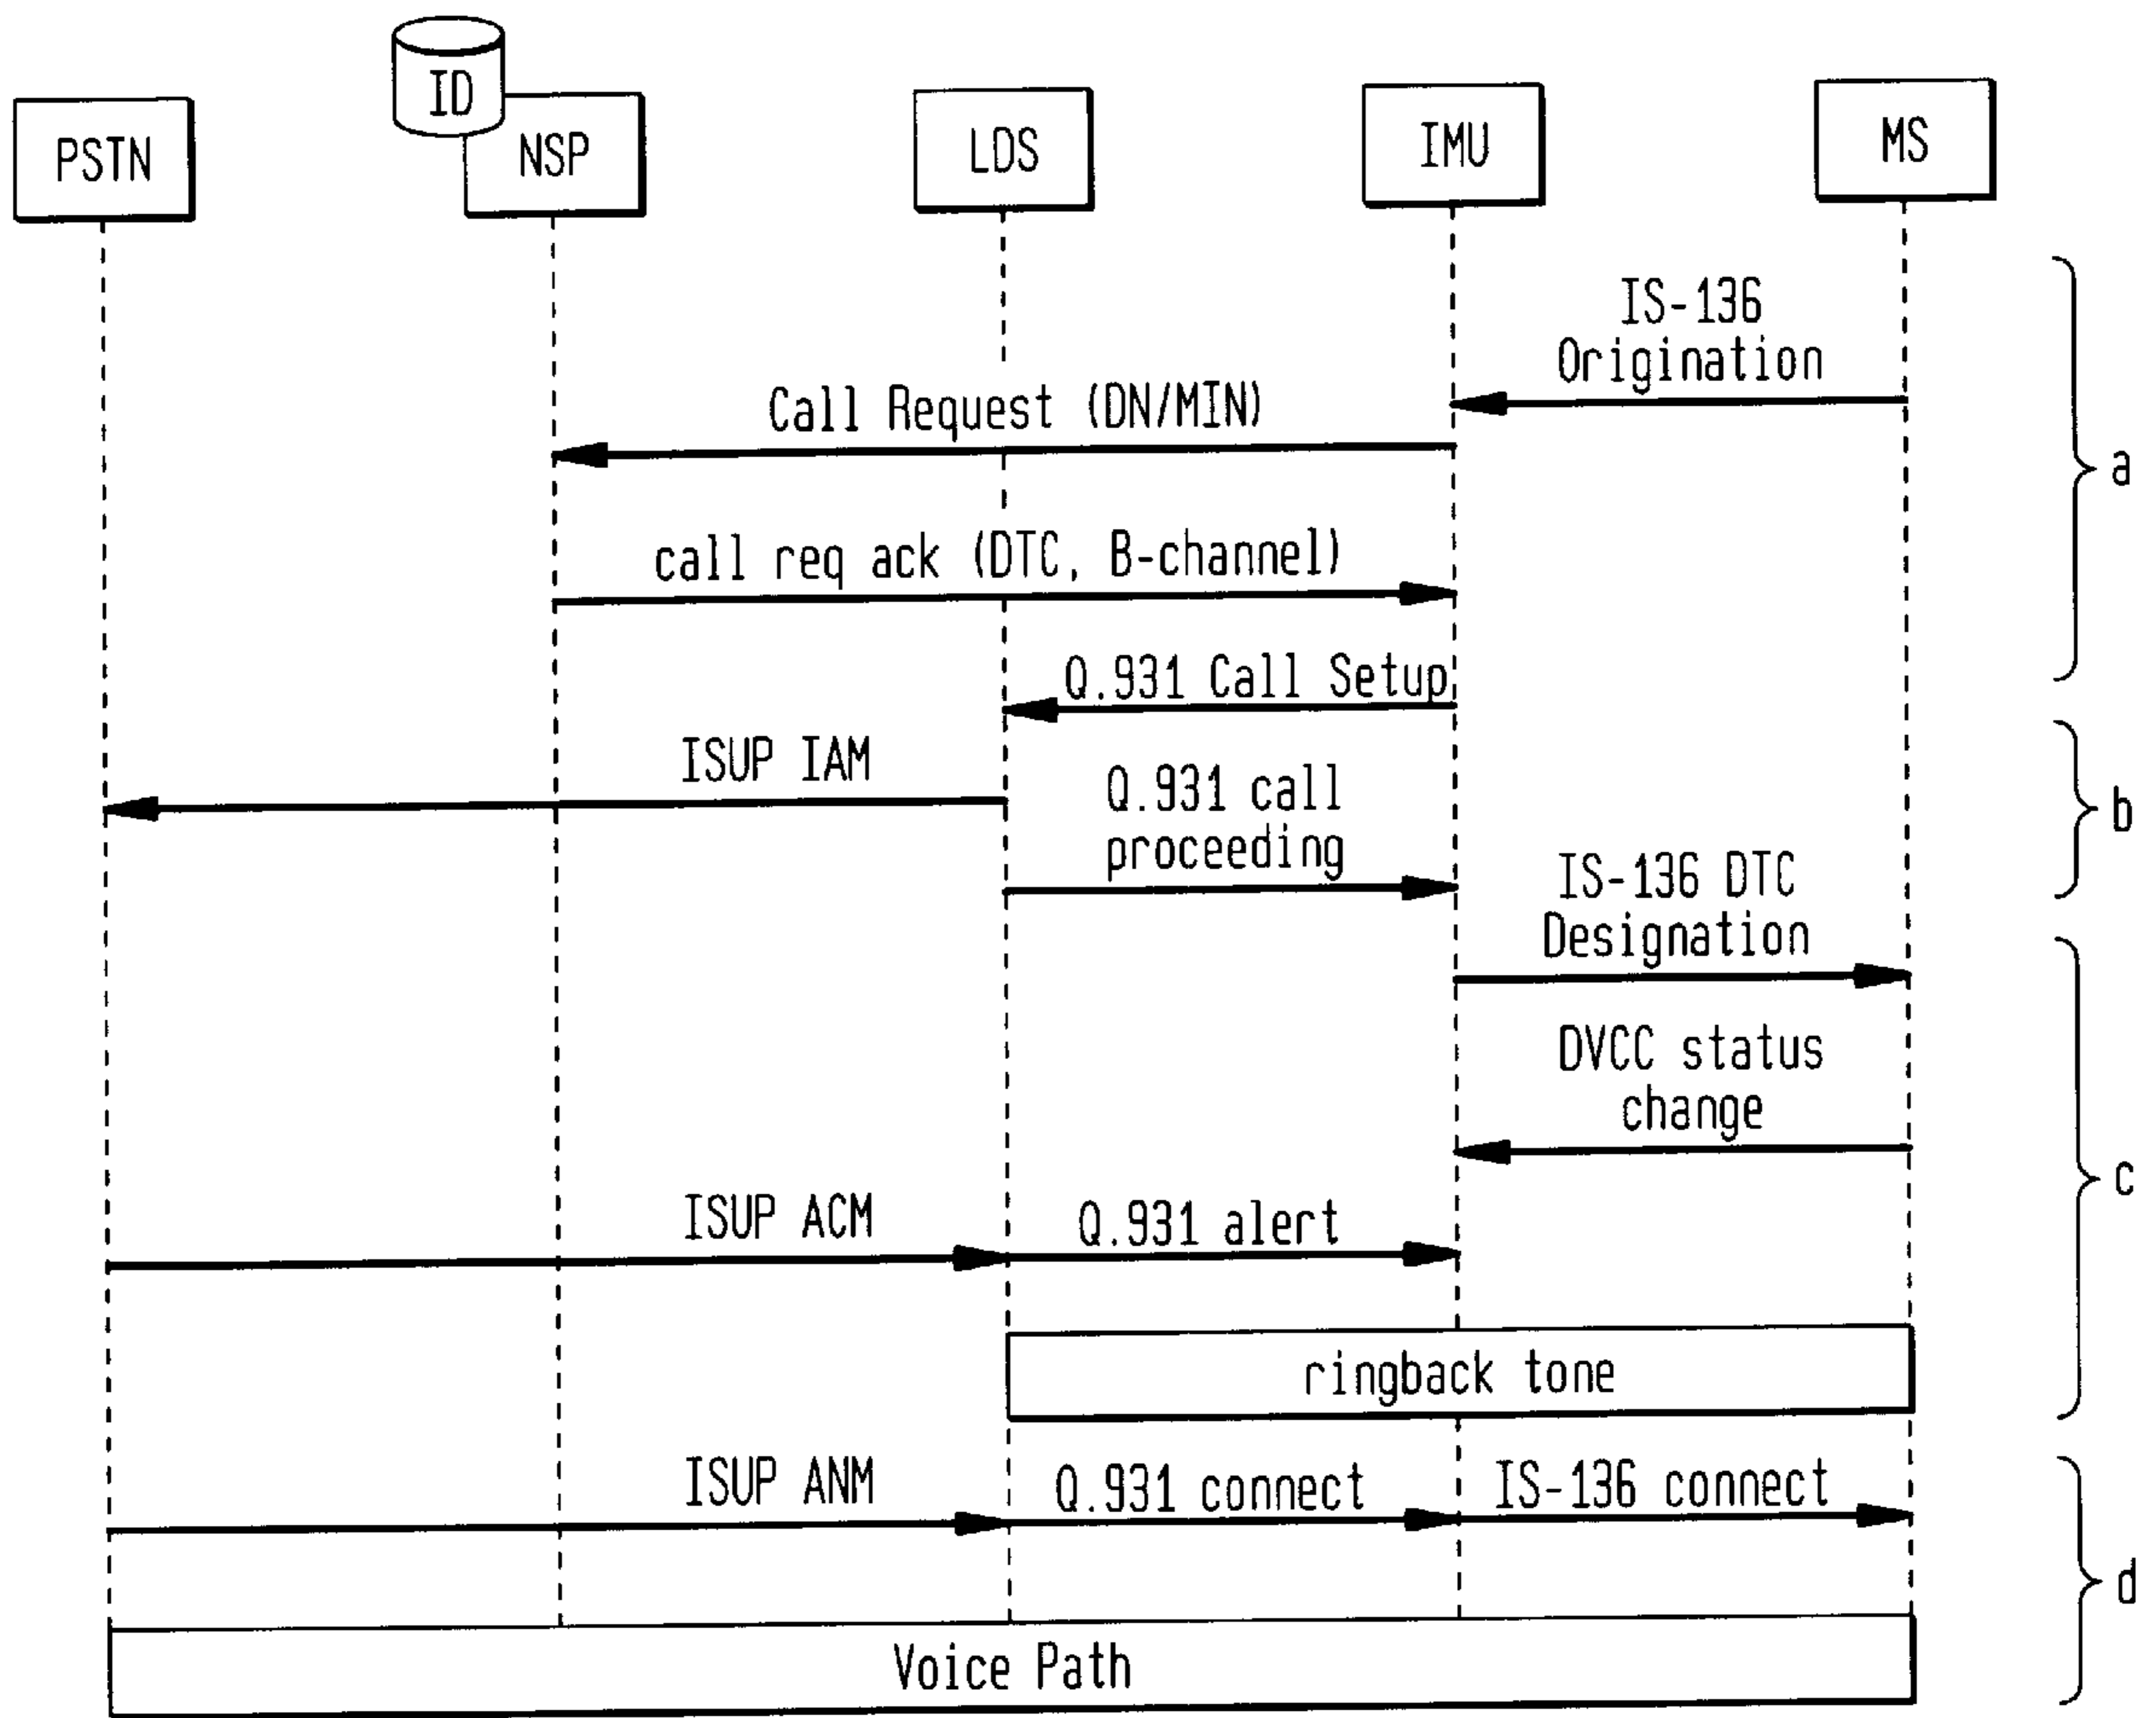 ID
PSTN
NSP
LDS
IMU
MS
IS-136
Origination
Call Request (DN/MIN)
a
call req ack (DTC, B-channel)
Q.931 Call Setup
ISUP IAM
Q.931 call
proceeding
b
IS-136 DTC
Designation
DVCC status
change
c
ISUP ACM
Q.931 alert
ringback tone
ISUP ANM
Q.931 connect
IS-136 connect
d
Voice Path